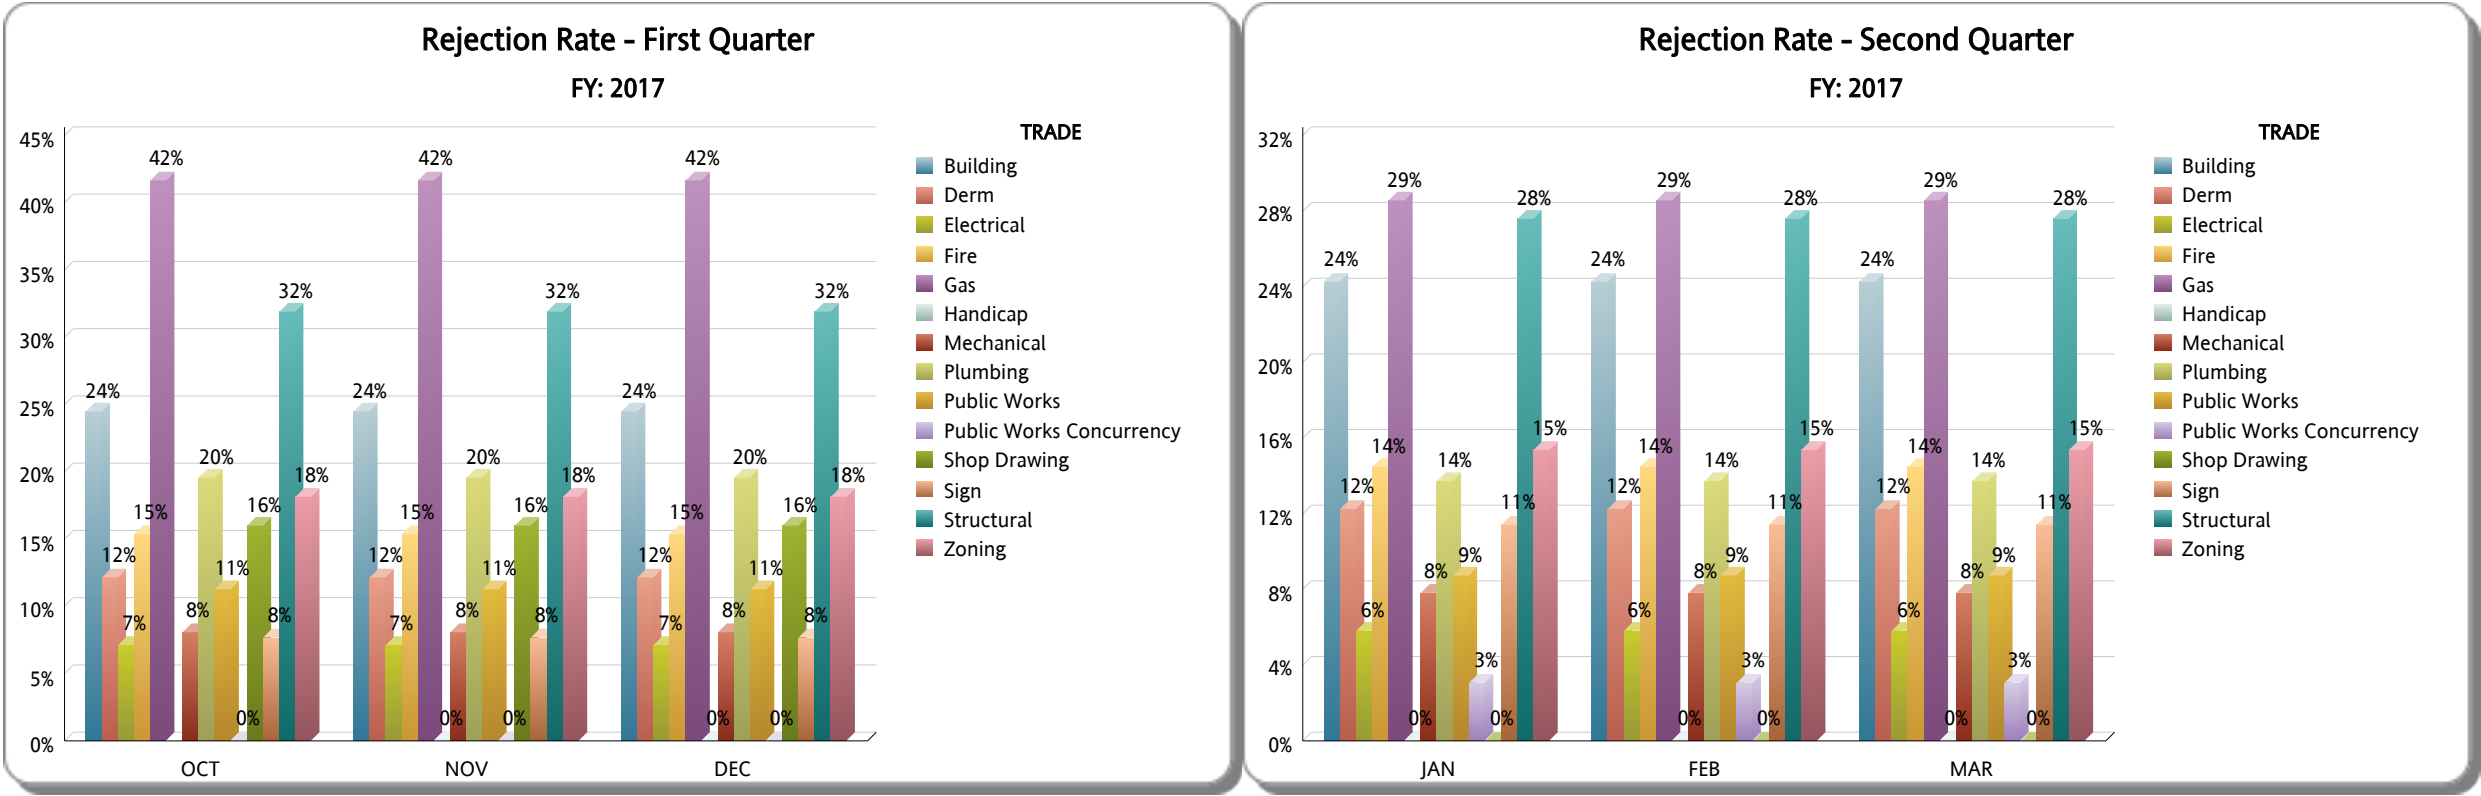 Rejection Rate - First Quarter
FY: 2017
45%
40%
35%
30%
25%
20%
15%
10%
5%
0%
24%
12%
7%
15%
42%
8%
20%
11%
0%
16%
8%
32%
18%
24%
12%
7%
15%
42%
0%
8%
20%
11%
0%
16%
8%
32%
18%
24%
12%
7%
15%
42%
0%
8%
20%
11%
0%
16%
8%
32%
18%
OCT
NOV
DEC
TRADE
Building
Derm
Electrical
Fire
Gas
Handicap
Mechanical
Plumbing
Public Works
Public Works Concurrency
Shop Drawing
Sign
Structural
Zoning
Rejection Rate - Second Quarter
FY: 2017
32%
28%
24%
20%
16%
12%
8%
4%
0%
24%
12%
6%
14%
29%
0%
8%
14%
9%
3%
0%
11%
28%
15%
24%
12%
6%
14%
29%
0%
8%
14%
9%
3%
0%
11%
28%
15%
24%
12%
6%
14%
29%
0%
8%
14%
9%
3%
0%
11%
28%
15%
JAN
FEB
MAR
TRADE
Building
Derm
Electrical
Fire
Gas
Handicap
Mechanical
Plumbing
Public Works
Public Works Concurrency
Shop Drawing
Sign
Structural
Zoning